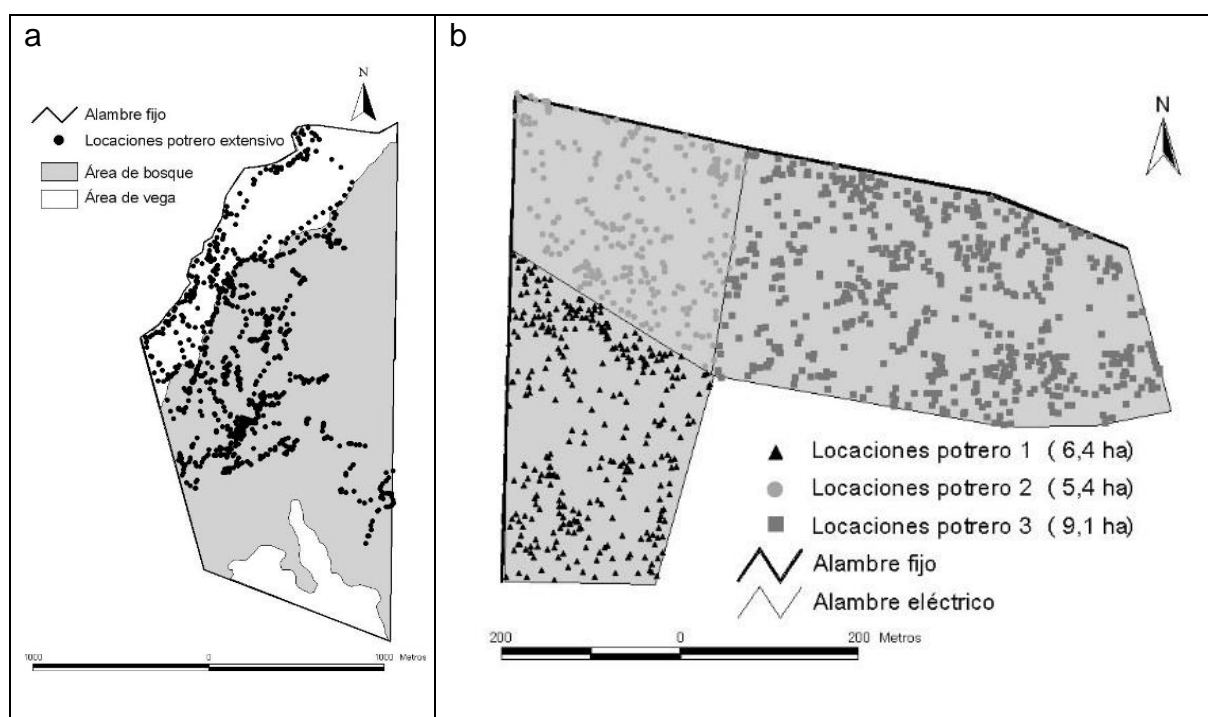 a
N
Alambre fijo
Locaciones potrero extensivo
Área de bosque
Área de vega
1000 0 1000 Metros
b
N
Locaciones potrero 1 ( 6,4 ha)
Locaciones potrero 2 ( 5,4 ha)
Locaciones potrero 3 ( 9,1 ha)
Alambre fijo
Alambre eléctrico
200 0 200 Metros